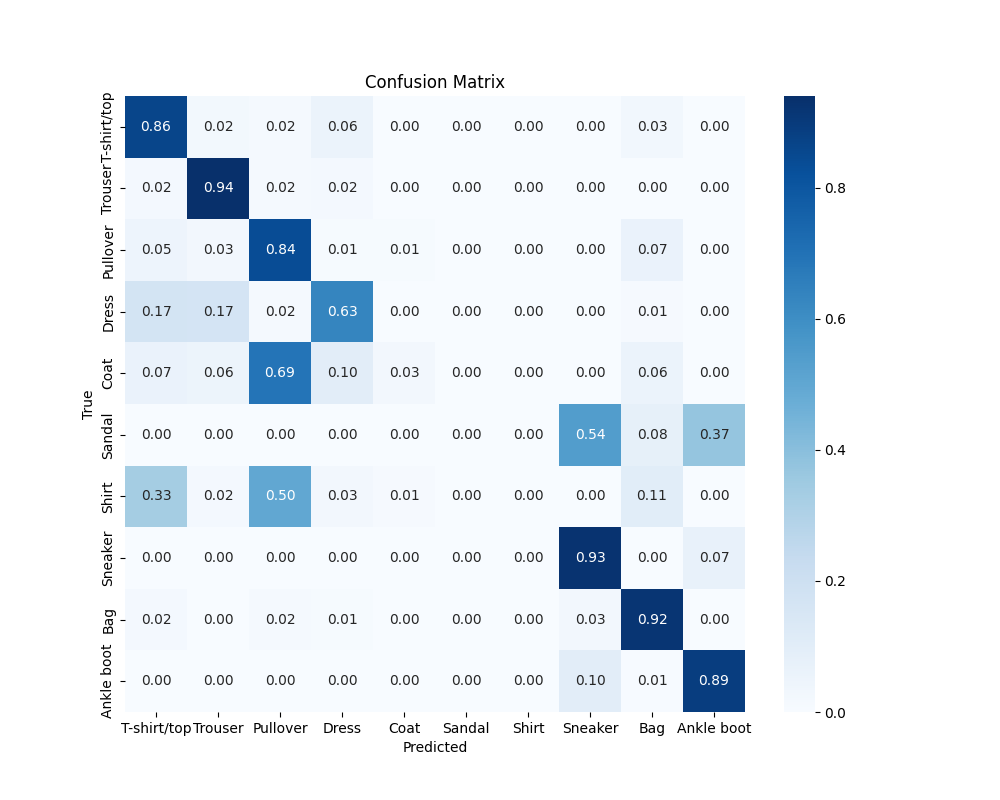 Confusion Matrix
T-shirt/top 0.86 0.02 0.02 0.06 0.00 0.00 0.00 0.00 0.03 0.00
Trouser 0.02 0.94 0.02 0.02 0.00 0.00 0.00 0.00 0.00 0.00
Pullover 0.05 0.03 0.84 0.01 0.01 0.00 0.00 0.00 0.07 0.00
Dress 0.17 0.17 0.02 0.63 0.00 0.00 0.00 0.00 0.01 0.00
Coat 0.07 0.06 0.69 0.10 0.03 0.00 0.00 0.00 0.06 0.00
Sandal 0.00 0.00 0.00 0.00 0.00 0.00 0.00 0.54 0.08 0.37
Shirt 0.33 0.02 0.50 0.03 0.01 0.00 0.00 0.00 0.11 0.00
Sneaker 0.00 0.00 0.00 0.00 0.00 0.00 0.00 0.93 0.00 0.07
Bag 0.02 0.00 0.02 0.01 0.00 0.00 0.00 0.03 0.92 0.00
Ankle boot 0.00 0.00 0.00 0.00 0.00 0.00 0.00 0.10 0.01 0.89
True
T-shirt/top Trouser Pullover Dress Coat Sandal Shirt Sneaker Bag Ankle boot
Predicted
0.8
0.6
0.4
0.2
0.0